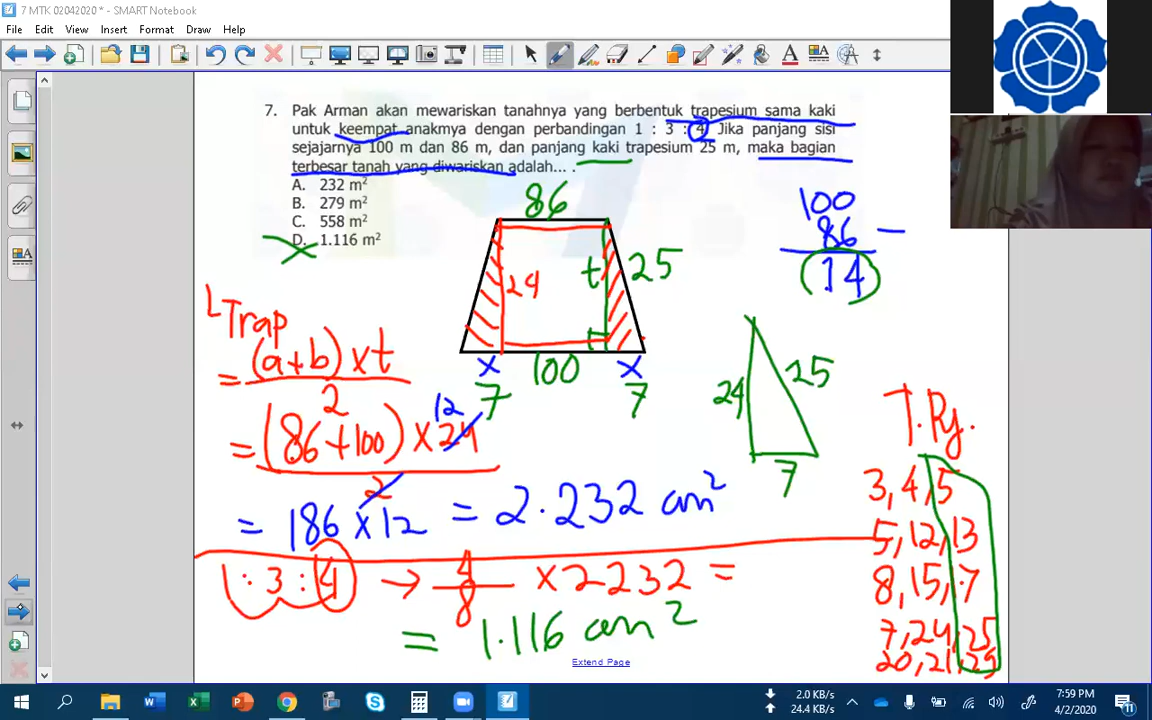 7 MTK 02042020 * - SMART Notebook
File Edit View Insert Format Draw Help
7. Pak Arman akan mewariskan tanahnya yang berbentuk trapesium sama kaki
untuk keempat anakmya dengan perbandingan 1 : 3 : 4. Jika panjang sisi
sejajarnya 100 m dan 86 m, dan panjang kaki trapesium 25 m, maka bagian
terbesar tanah yang diwariskan adalah... .
A. 232 m²
B. 279 m²
C. 558 m²
D. 1.116 m²
86
100
86 —
14
24
t
25
x
100
x
7
7
24
25
7
L Trap
= (a+b) x t
2
= (86+100) x 24
12
2
= 186 x 12 = 2.232 cm²
1 : 3 : 4 → 4/8 x 2232 =
= 1.116 cm²
T. Py.
3, 4, 5
5, 12, 13
8, 15, 17
7, 24, 25
20, 21, 29
Extend Page
2.0 KB/s
24.4 KB/s
7:59 PM
4/2/2020
11